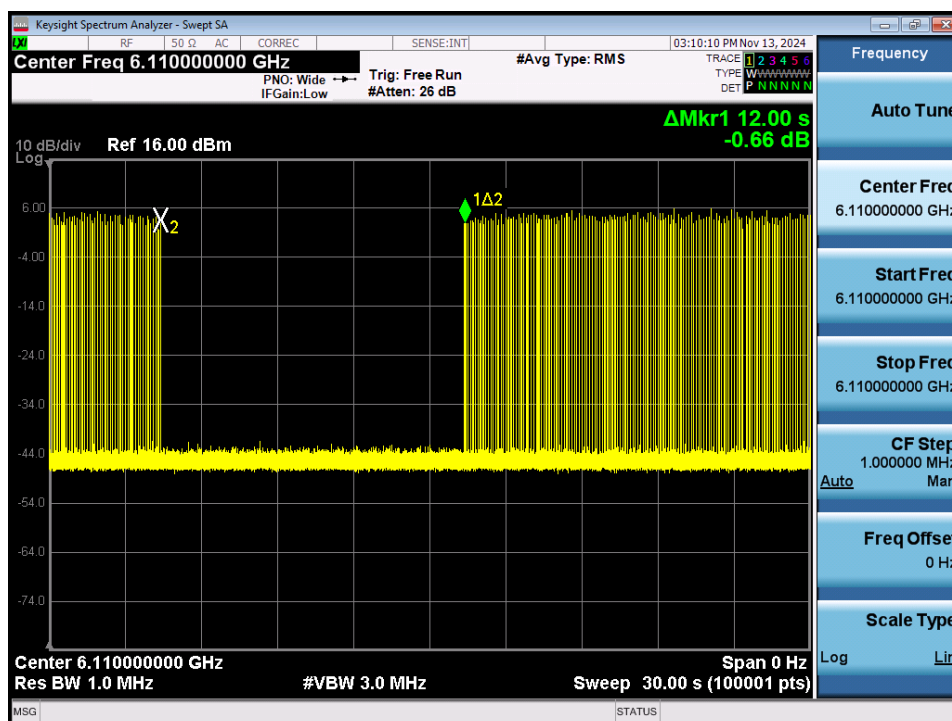 Keysight Spectrum Analyzer - Swept SA
LXI RF 50 Ω AC CORREC SENSE:INT 03:10:10 PM Nov 13, 2024
Center Freq 6.110000000 GHz
PNO: Wide
IFGain:Low
Trig: Free Run
#Atten: 26 dB
#Avg Type: RMS
TRACE 1 2 3 4 5 6
TYPE W
DET P N N N N N
ΔMkr1 12.00 s
-0.66 dB
10 dB/div
Log
Ref 16.00 dBm
6.00
-4.00
-14.0
-24.0
-34.0
-44.0
-54.0
-64.0
-74.0
2
1Δ2
Center 6.110000000 GHz
Span 0 Hz
Res BW 1.0 MHz
#VBW 3.0 MHz
Sweep 30.00 s (100001 pts)
MSG
STATUS
Frequency
Auto Tune
Center Freq
6.110000000 GHz
Start Freq
6.110000000 GHz
Stop Freq
6.110000000 GHz
CF Step
1.000000 MHz
Auto Man
Freq Offset
0 Hz
Scale Type
Log Lin